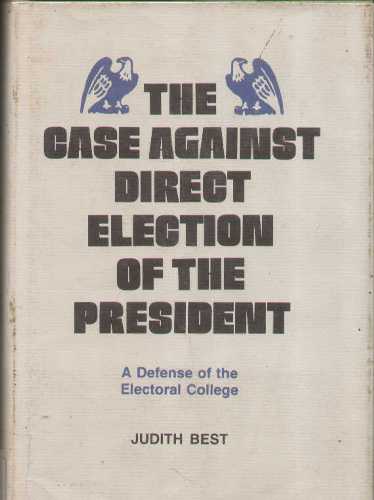 THE
CASE AGAINST
DIRECT
ELECTION
OF THE
PRESIDENT
A Defense of the
Electoral College
JUDITH BEST